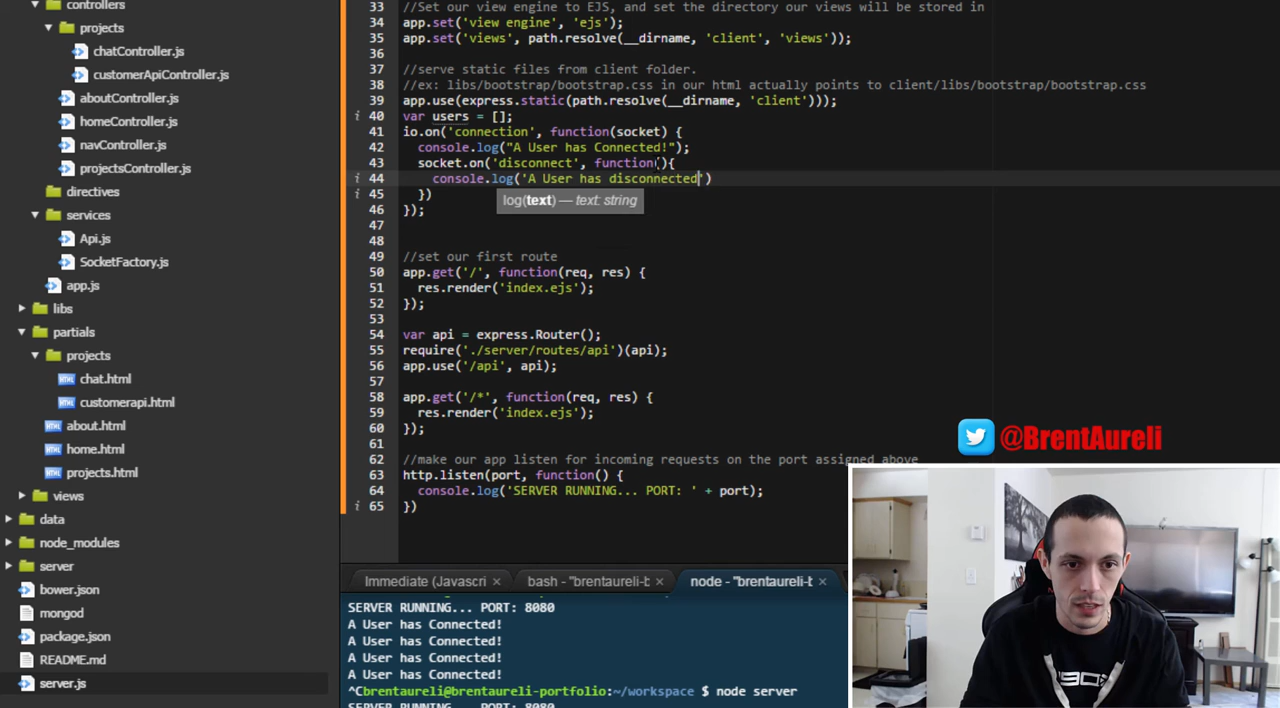 controllers
projects
chatController.js
customerApiController.js
aboutController.js
homeController.js
navController.js
projectsController.js
directives
services
Api.js
SocketFactory.js
app.js
libs
partials
projects
chat.html
customerapi.html
about.html
home.html
projects.html
views
data
node_modules
server
bower.json
mongod
package.json
README.md
server.js
33 //Set our view engine to EJS, and set the directory our views will be stored in
34 app.set('view engine', 'ejs');
35 app.set('views', path.resolve(__dirname, 'client', 'views'));
36
37 //serve static files from client folder.
38 //ex: libs/bootstrap/bootstrap.css in our html actually points to client/libs/bootstrap/bootstrap.css
39 app.use(express.static(path.resolve(__dirname, 'client')));
i 40 var users = [];
41 io.on('connection', function(socket) {
42 console.log("A User has Connected!");
43 socket.on('disconnect', function(){
i 44 console.log('A User has disconnected')
i 45 })
log(text) — text: string
46 });
47
48
49 //set our first route
50 app.get('/', function(req, res) {
51 res.render('index.ejs');
52 });
53
54 var api = express.Router();
55 require('./server/routes/api')(api);
56 app.use('/api', api);
57
58 app.get('/*', function(req, res) {
59 res.render('index.ejs');
60 });
61
62 //make our app listen for incoming requests on the port assigned above
63 http.listen(port, function() {
64 console.log('SERVER RUNNING... PORT: ' + port);
i 65 })
@BrentAureli
Immediate (Javascri × bash - "brentaureli-b × node - "brentaureli-b ×
SERVER RUNNING... PORT: 8080
A User has Connected!
A User has Connected!
A User has Connected!
A User has Connected!
^Cbrentaureli@brentaureli-portfolio:~/workspace $ node server
SERVER RUNNING... PORT: 8080